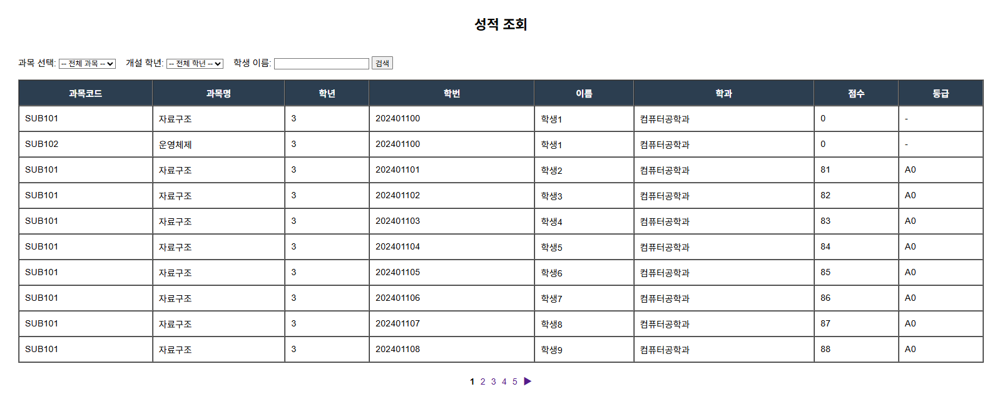 성적 조회
과목 선택: -- 전체 과목 -- 개설 학년: -- 전체 학년 -- 학생 이름: 검색
과목코드 과목명 학년 학번 이름 학과 점수 등급
SUB101 자료구조 3 202401100 학생1 컴퓨터공학과 0 -
SUB102 운영체제 3 202401100 학생1 컴퓨터공학과 0 -
SUB101 자료구조 3 202401101 학생2 컴퓨터공학과 81 A0
SUB101 자료구조 3 202401102 학생3 컴퓨터공학과 82 A0
SUB101 자료구조 3 202401103 학생4 컴퓨터공학과 83 A0
SUB101 자료구조 3 202401104 학생5 컴퓨터공학과 84 A0
SUB101 자료구조 3 202401105 학생6 컴퓨터공학과 85 A0
SUB101 자료구조 3 202401106 학생7 컴퓨터공학과 86 A0
SUB101 자료구조 3 202401107 학생8 컴퓨터공학과 87 A0
SUB101 자료구조 3 202401108 학생9 컴퓨터공학과 88 A0
1 2 3 4 5 ▶